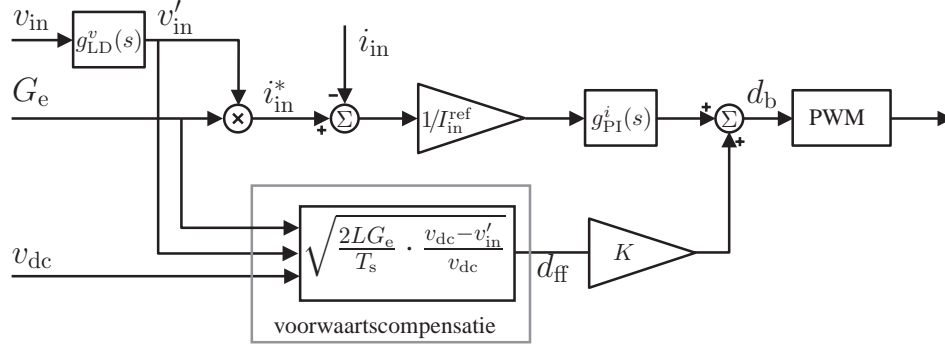 v_in
g^v_LD(s)
v′_in
i_in
G_e
×
i*_in
−
+
Σ
1/I^ref_in
g^i_PI(s)
+
Σ
+
d_b
PWM
v_dc
√(2LG_e/T_s · (v_dc−v′_in)/v_dc)
d_ff
K
voorwaartscompensatie